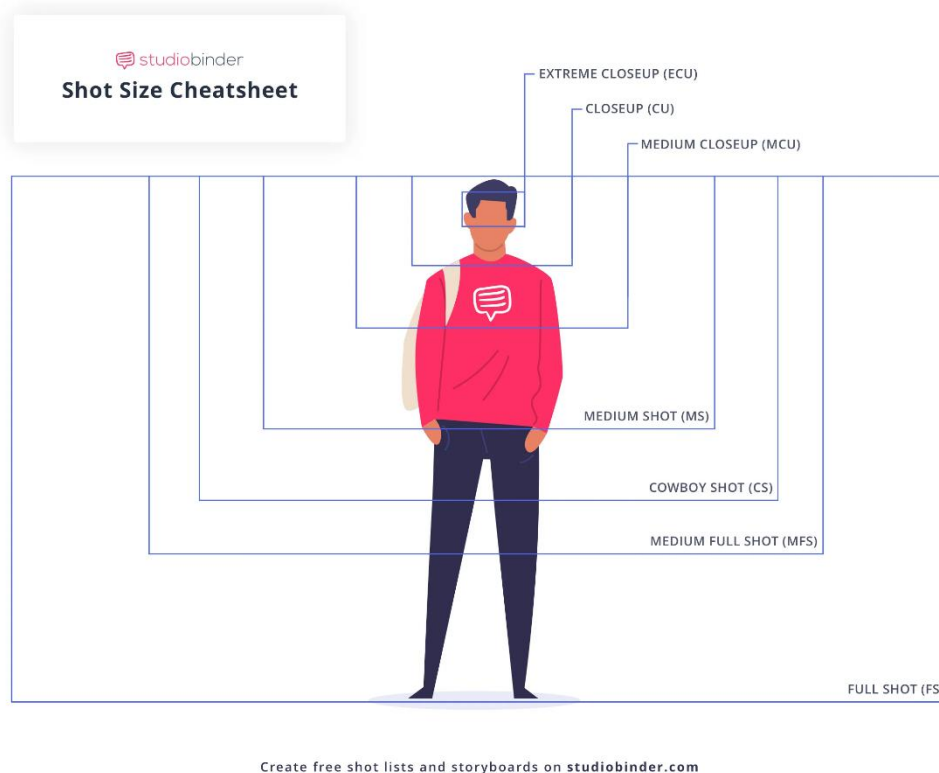 studiobinder
Shot Size Cheatsheet
EXTREME CLOSEUP (ECU)
CLOSEUP (CU)
MEDIUM CLOSEUP (MCU)
MEDIUM SHOT (MS)
COWBOY SHOT (CS)
MEDIUM FULL SHOT (MFS)
FULL SHOT (FS
Create free shot lists and storyboards on studiobinder.com